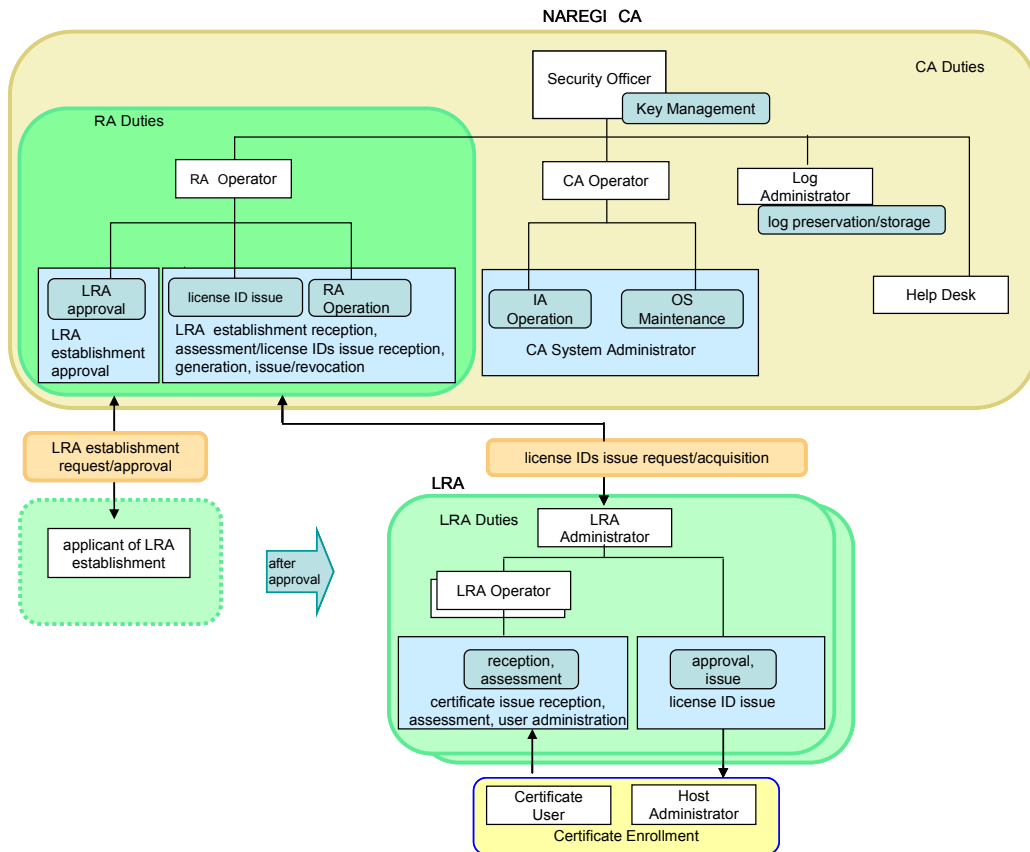 NAREGI CA
Security Officer
CA Duties
Key Management
RA Duties
RA Operator
CA Operator
Log
Administrator
log preservation/storage
LRA
approval
license ID issue
RA
Operation
IA
Operation
OS
Maintenance
Help Desk
LRA
establishment
approval
LRA establishment reception,
assessment/license IDs issue reception,
generation, issue/revocation
CA System Administrator
LRA establishment
request/approval
license IDs issue request/acquisition
LRA
LRA Duties
LRA
Administrator
applicant of LRA
establishment
after
approval
LRA Operator
reception,
assessment
approval,
issue
certificate issue reception,
assessment, user administration
license ID issue
Certificate
User
Host
Administrator
Certificate Enrollment